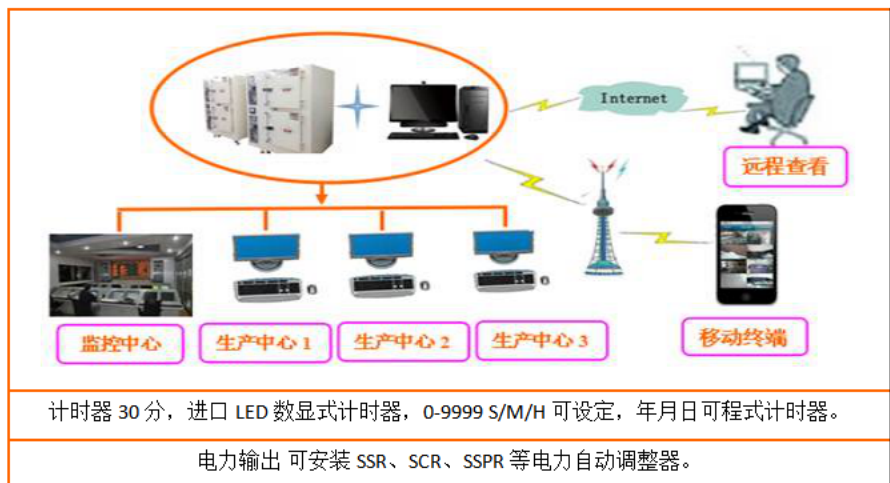 Internet
远程查看
监控中心
生产中心 1
生产中心 2
生产中心 3
移动终端
计时器 30 分，进口 LED 数显式计时器，0-9999 S/M/H 可设定，年月日可程式计时器。
电力输出 可安装 SSR、SCR、SSPR 等电力自动调整器。